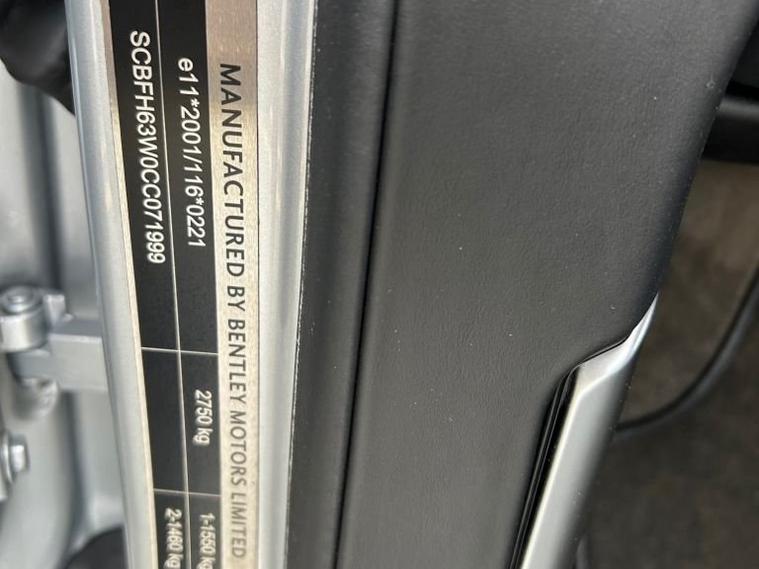 MANUFACTURED BY BENTLEY MOTORS LIMITED
e11*2001/116*0221
SCBFH63W0CC071999
2750 kg
1-1550 kg
2-1460 kg